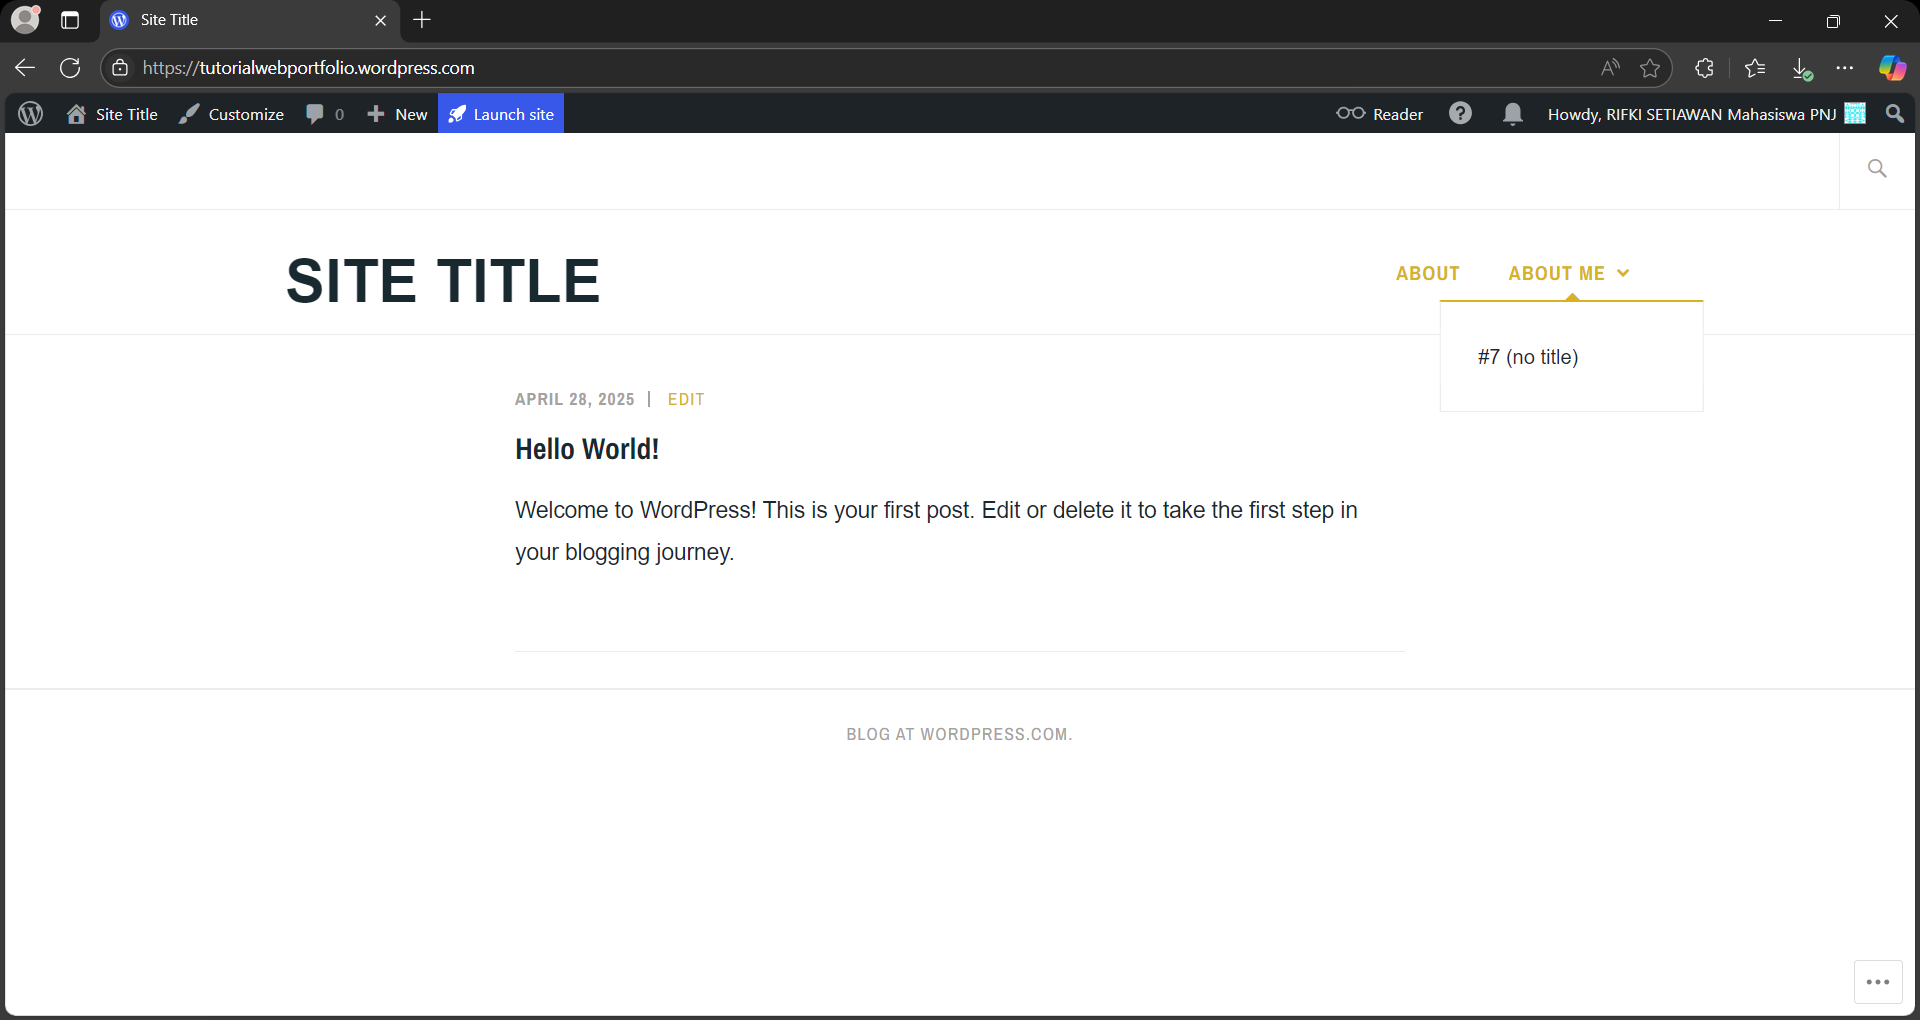 Site Title
https://tutorialwebportfolio.wordpress.com
Site Title
Customize
0
New
Launch site
Reader
Howdy, RIFKI SETIAWAN Mahasiswa PNJ
SITE TITLE
ABOUT
ABOUT ME
#7 (no title)
APRIL 28, 2025 | EDIT
Hello World!
Welcome to WordPress! This is your first post. Edit or delete it to take the first step in
your blogging journey.
BLOG AT WORDPRESS.COM.